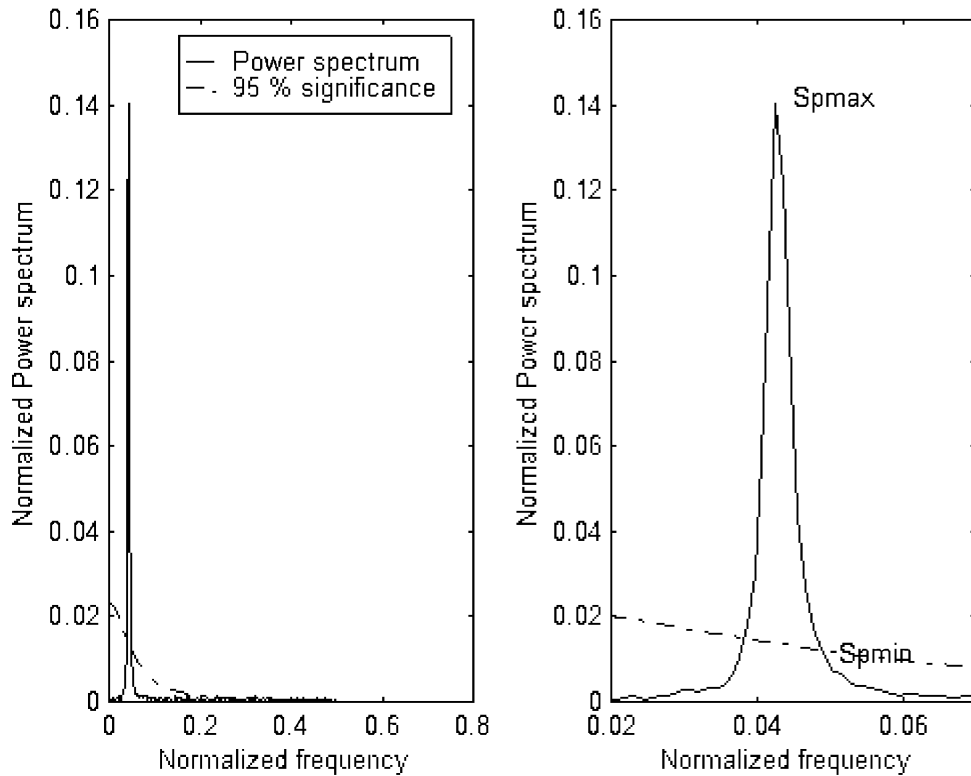 0.16
0.14
0.12
0.1
0.08
0.06
0.04
0.02
0
Normalized Power spectrum
Power spectrum
95 % significance
0 0.2 0.4 0.6 0.8
Normalized frequency
0.16
0.14
0.12
0.1
0.08
0.06
0.04
0.02
0
Normalized Power spectrum
Spmax
Spmin
0.02 0.04 0.06
Normalized frequency